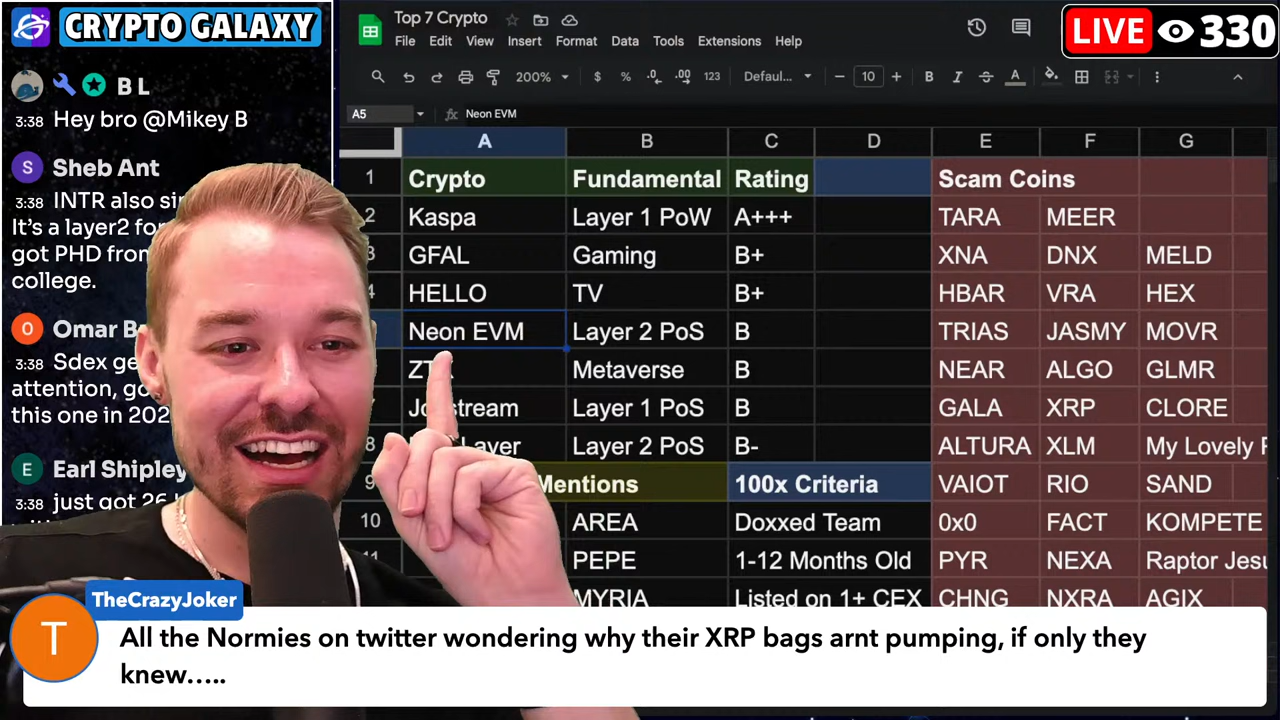 CRYPTO GALAXY
B L
3:38 Hey bro @Mikey B
S Sheb Ant
3:38 INTR also
It's a layer2
got PHD
college.
O Omar
3:38 Sdex
attention,
this one in
E Earl Shipley
3:38 just got 26
Top 7 Crypto
File Edit View Insert Format Data Tools Extensions Help
200% $ % .0 .00 123 Defaul... − 10 + B I S A
A5 fx Neon EVM
LIVE 330
A B C D E F G
1 Crypto Fundamental Rating Scam Coins
2 Kaspa Layer 1 PoW A+++ TARA MEER
GFAL Gaming B+ XNA DNX MELD
HELLO TV B+ HBAR VRA HEX
Neon EVM Layer 2 PoS B TRIAS JASMY MOVR
Metaverse B NEAR ALGO GLMR
Layer 1 PoS B GALA XRP CLORE
8 Layer 2 PoS B- ALTURA XLM My Lovely
9 Mentions 100x Criteria VAIOT RIO SAND
10 AREA Doxxed Team 0x0 FACT KOMPETE
11 PEPE 1-12 Months Old PYR NEXA Raptor
MYRIA Listed on 1+ CEX CHNG NXRA AGIX
TheCrazyJoker
T All the Normies on twitter wondering why their XRP bags arnt pumping, if only they
knew.....